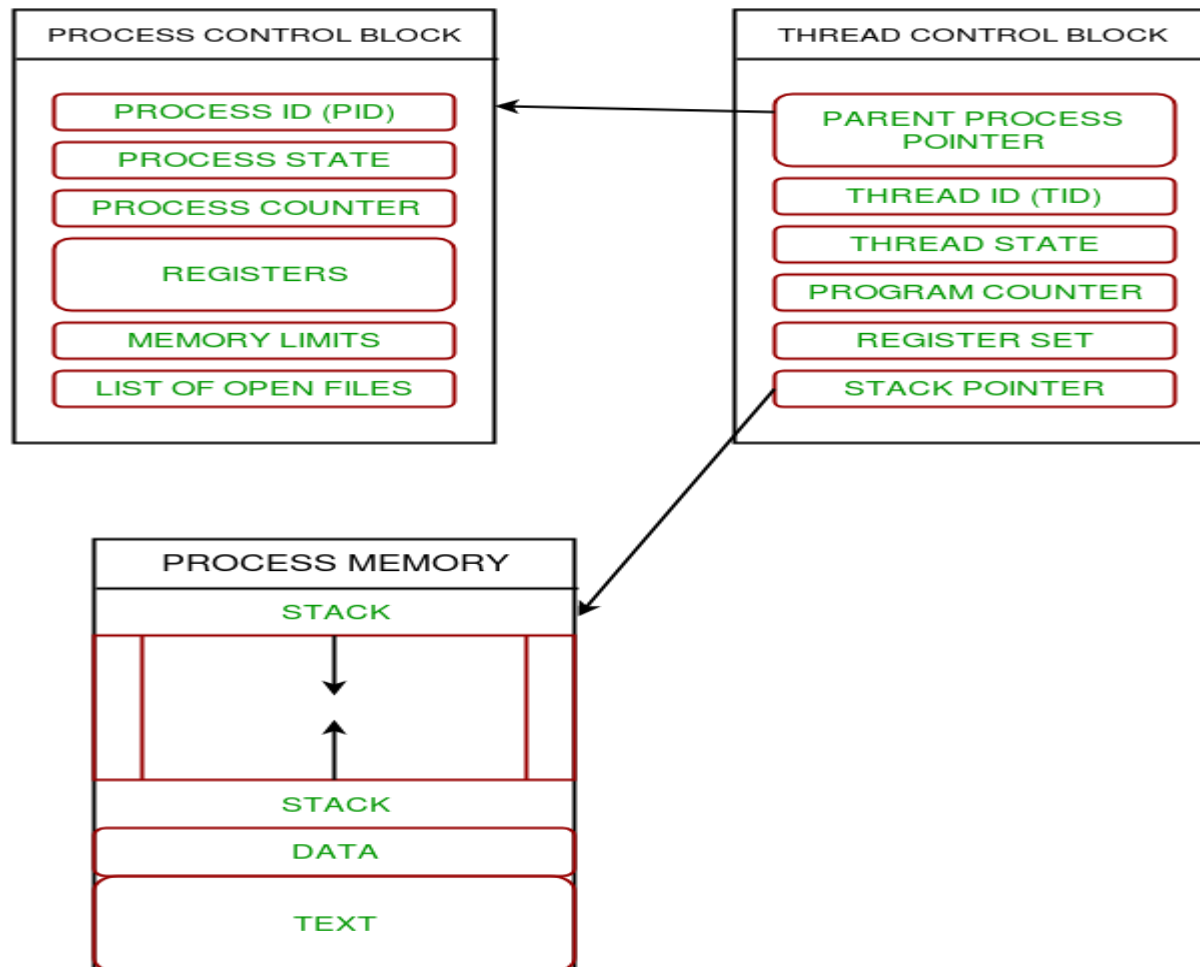 PROCESS CONTROL BLOCK
PROCESS ID (PID)
PROCESS STATE
PROCESS COUNTER
REGISTERS
MEMORY LIMITS
LIST OF OPEN FILES
THREAD CONTROL BLOCK
PARENT PROCESS
POINTER
THREAD ID (TID)
THREAD STATE
PROGRAM COUNTER
REGISTER SET
STACK POINTER
PROCESS MEMORY
STACK
STACK
DATA
TEXT